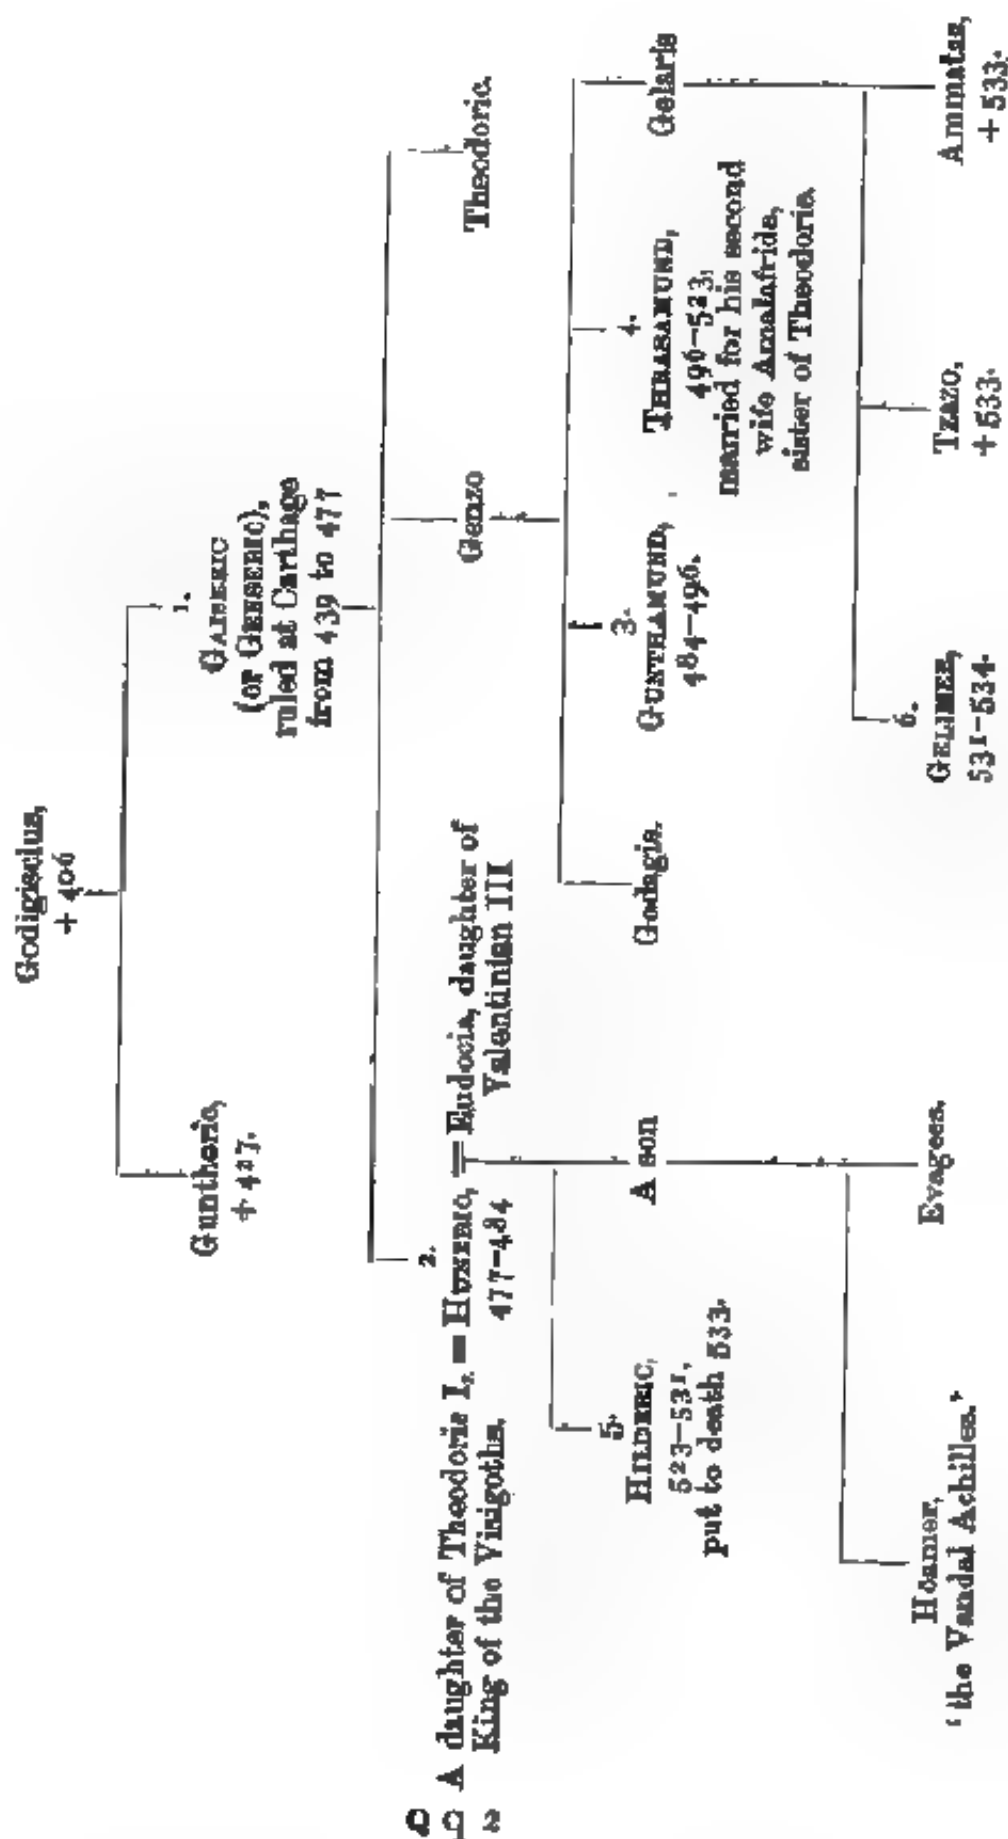 Godigisclus,
+ 406
Guntheric,
+ 427.
1.
GAISERIC
(or GENSERIC),
ruled at Carthage
from 439 to 477
2.
A daughter of Theodoric I, = HUNERIC, = Eudocia, daughter of
King of the Visigoths.
477-484
Valentinian III
Genzo
Theodoric.
5.
HILDERIC,
523-531,
put to death 533.
A son
Godagis.
3.
GUNTHAMUND,
484-496.
4.
THRASAMUND,
496-523,
married for his second
wife Amalafrida,
sister of Theodoric.
Gelaris
Hoamer,
'the Vandal Achilles.'
Evagees.
6.
GELIMER,
531-534.
TZAZO,
+ 533.
Ammatas,
+ 533.